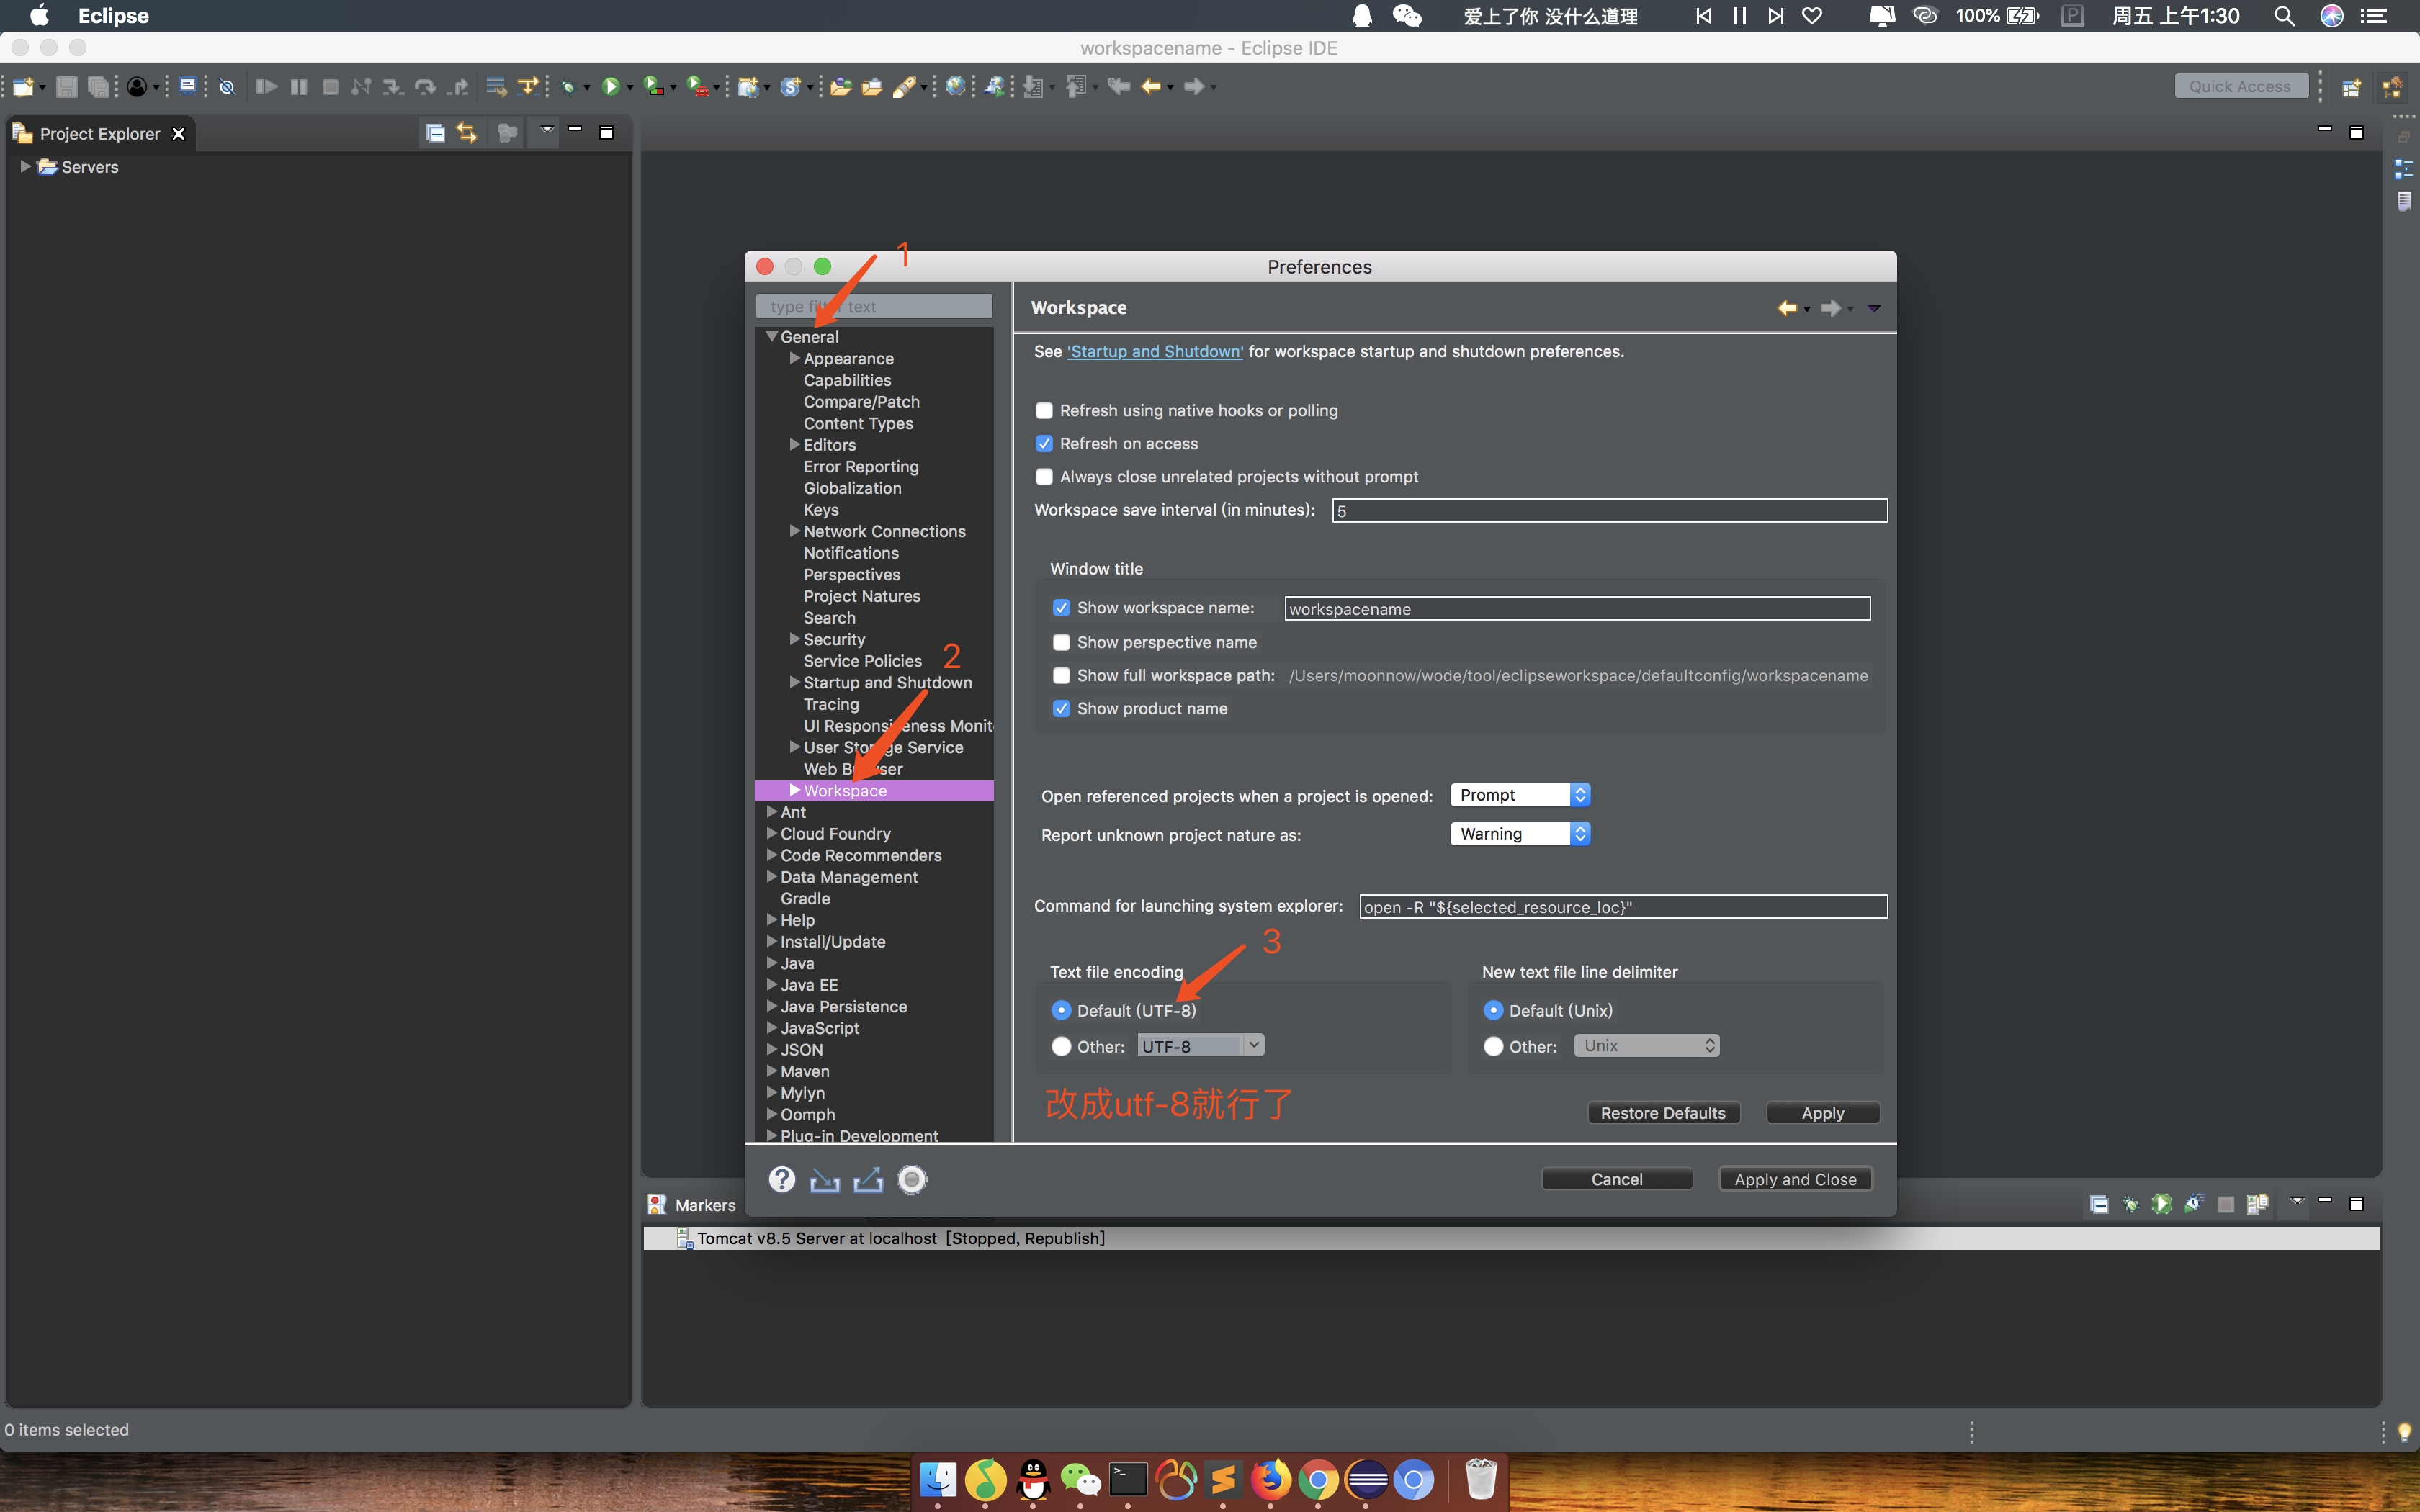 Eclipse
爱上了你 没什么道理
100%
P
周五 上午1:30
workspacename - Eclipse IDE
Quick Access
Project Explorer
Servers
1
Preferences
type filter text
Workspace
General
Appearance
Capabilities
Compare/Patch
Content Types
Editors
Error Reporting
Globalization
Keys
Network Connections
Notifications
Perspectives
Project Natures
Search
Security
Service Policies
2
Startup and Shutdown
Tracing
UI Responsiveness Monit
User Storage Service
Web Browser
Workspace
Ant
Cloud Foundry
Code Recommenders
Data Management
Gradle
Help
Install/Update
Java
Java EE
Java Persistence
JavaScript
JSON
Maven
Mylyn
Oomph
Plug-in Development
See 'Startup and Shutdown' for workspace startup and shutdown preferences.
Refresh using native hooks or polling
Refresh on access
Always close unrelated projects without prompt
Workspace save interval (in minutes): 5
Window title
Show workspace name: workspacename
Show perspective name
Show full workspace path: /Users/moonnow/wode/tool/eclipseworkspace/defaultconfig/workspacename
Show product name
Open referenced projects when a project is opened: Prompt
Report unknown project nature as: Warning
Command for launching system explorer: open -R "${selected_resource_loc}"
3
Text file encoding
Default (UTF-8)
Other: UTF-8
New text file line delimiter
Default (Unix)
Other: Unix
改成utf-8就行了
Restore Defaults
Apply
Cancel
Apply and Close
Markers
Tomcat v8.5 Server at localhost [Stopped, Republish]
0 items selected